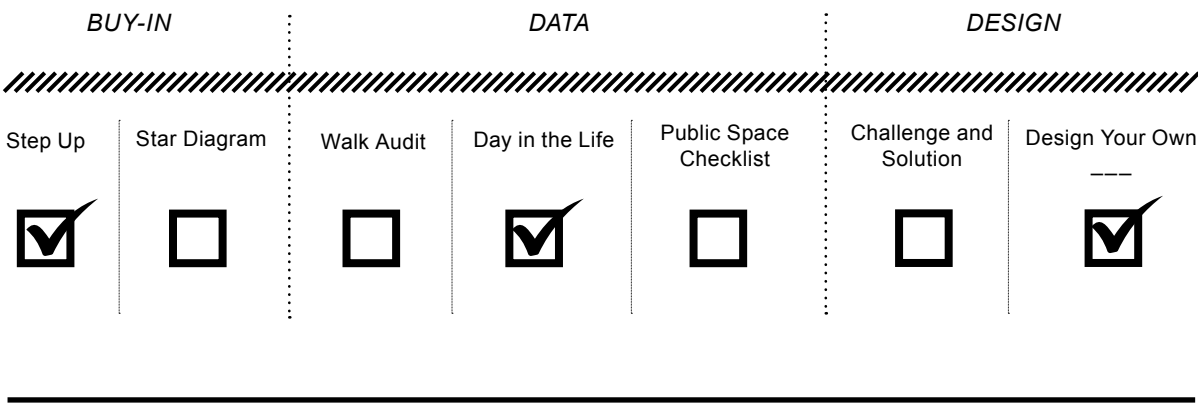 BUY-IN
DATA
DESIGN
Step Up
Star Diagram
Walk Audit
Day in the Life
Public Space
Checklist
Challenge and
Solution
Design Your Own
___